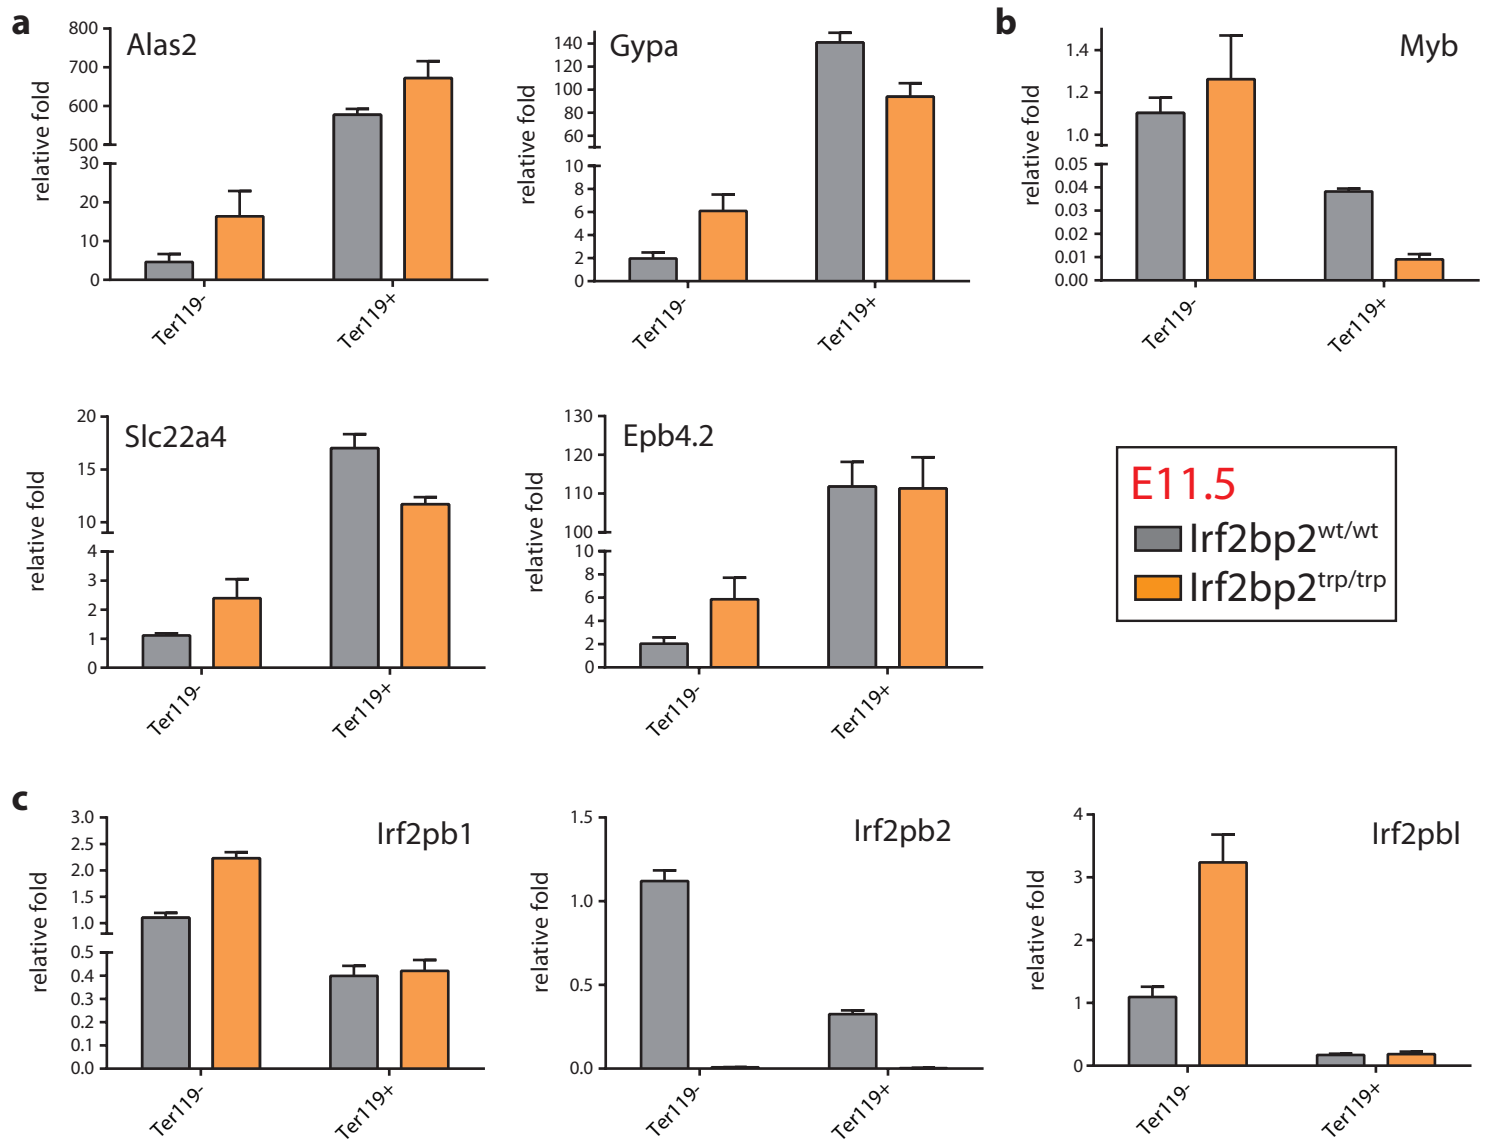 a
Alas2
relative fold
800
700
600
500
30
20
10
0
Ter119-
Ter119+
Gypa
relative fold
140
120
100
80
60
10
8
6
4
2
0
Ter119-
Ter119+
b
Myb
relative fold
1.4
1.2
1.0
0.05
0.04
0.03
0.02
0.01
0.00
Ter119-
Ter119+
Slc22a4
relative fold
20
15
10
4
3
2
1
0
Ter119-
Ter119+
Epb4.2
relative fold
130
120
110
100
10
8
6
4
2
0
Ter119-
Ter119+
E11.5
Irf2bp2wt/wt
Irf2bp2trp/trp
c
Irf2pb1
relative fold
3.0
2.5
2.0
1.5
1.0
0.5
0.4
0.3
0.2
0.1
0.0
Ter119-
Ter119+
Irf2pb2
relative fold
1.5
1.0
0.5
0.0
Ter119-
Ter119+
Irf2pbl
relative fold
4
3
2
1
0
Ter119-
Ter119+